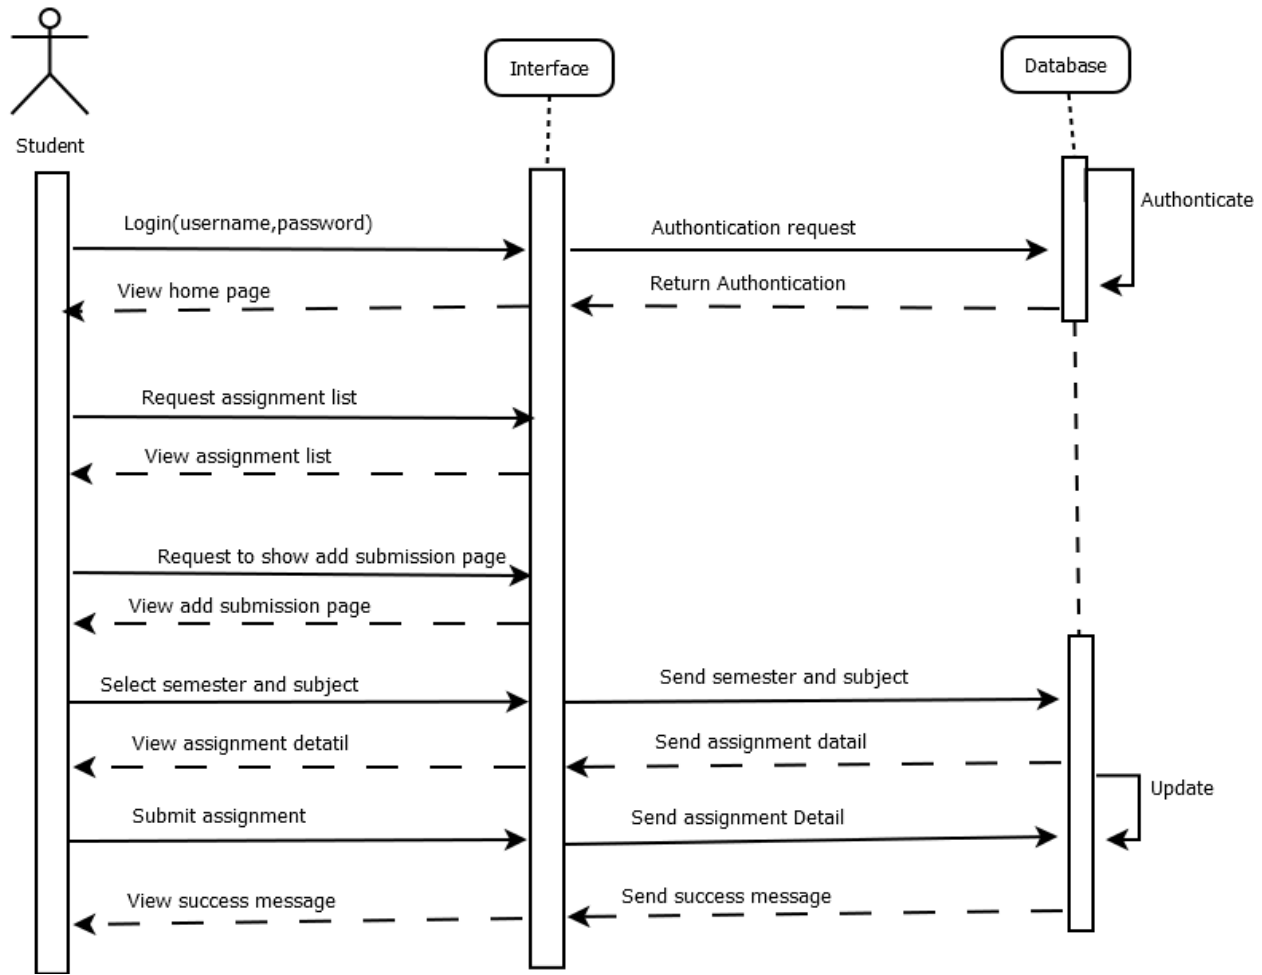 Interface
Database
Student
Authonticate
Login(username,password)
Authontication request
View home page
Return Authontication
Request assignment list
View assignment list
Request to show add submission page
View add submission page
Select semester and subject
Send semester and subject
View assignment detatil
Send assignment datail
Update
Submit assignment
Send assignment Detail
View success message
Send success message